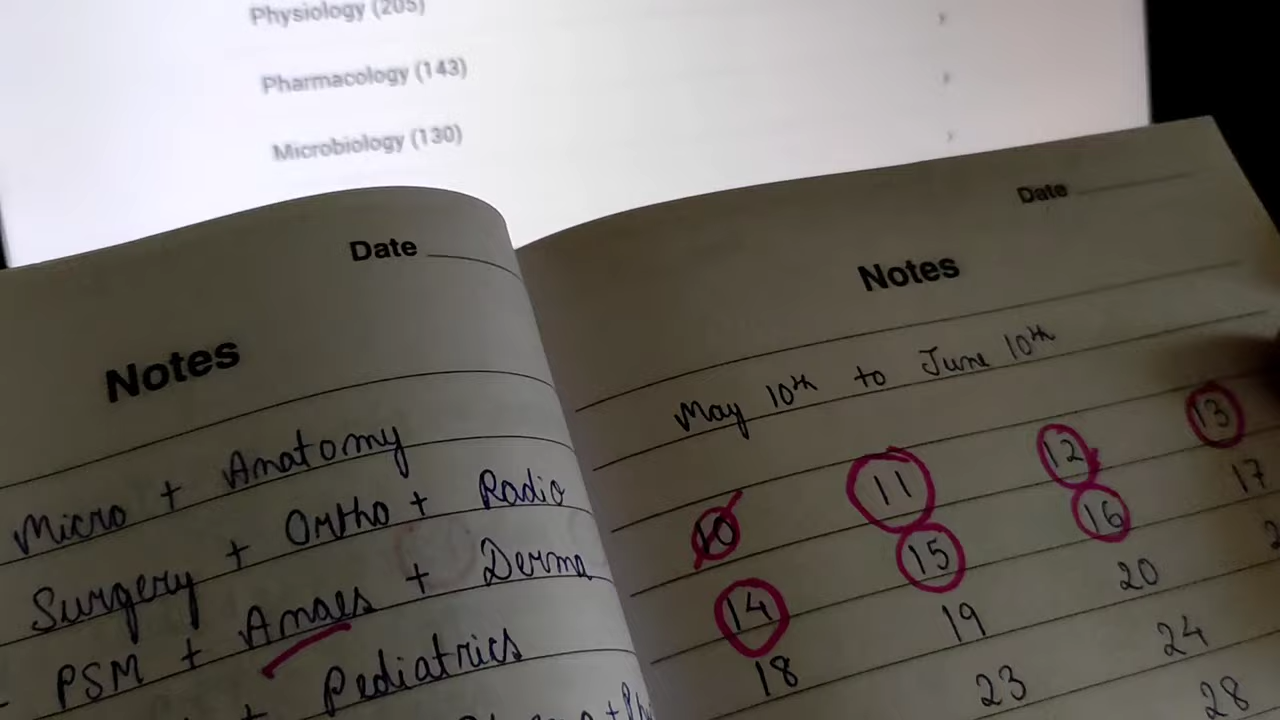 Physiology (205)
Pharmacology (143)
Microbiology (130)
Date
Notes
Micro + Anatomy
Surgery + Ortho + Radio
PSM + Anaes + Derma
+ Pediatrics
Date
Notes
May 10th to June 10th
10 11 12 13
14 15 16 17
18 19 20
23 24
28